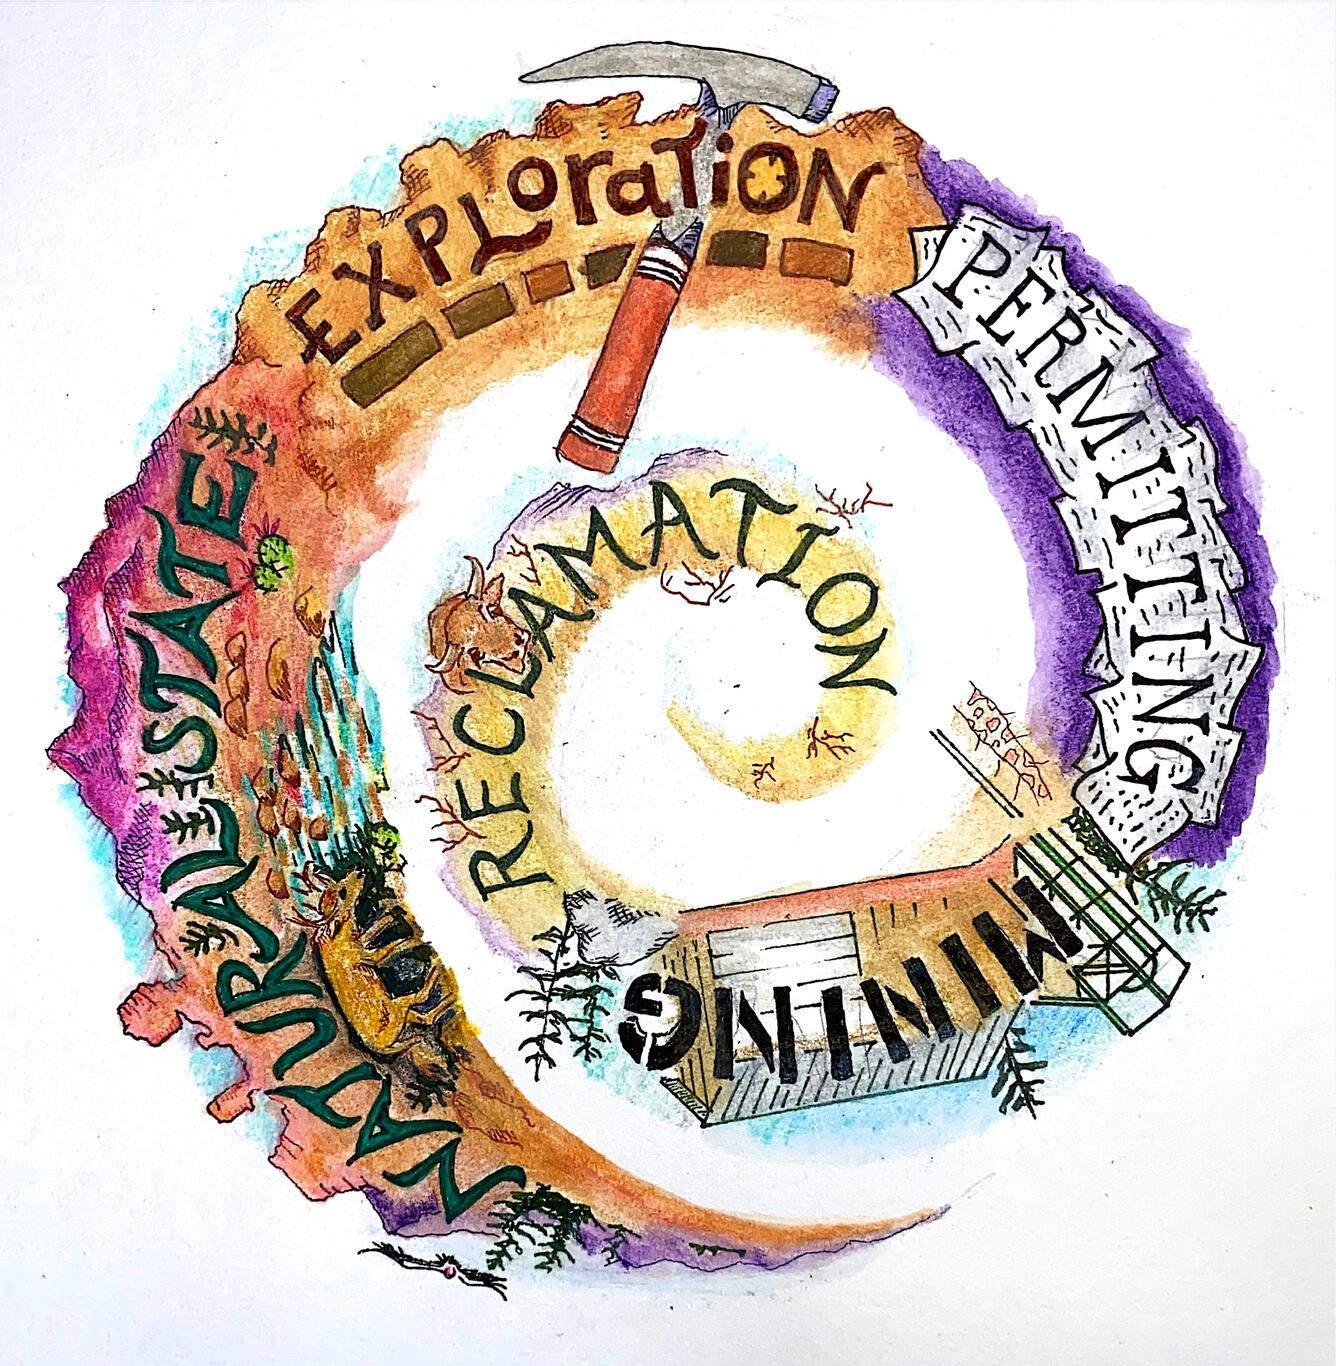 NATURAL STATE
EXPLoraTiON
PERMITTING
MINING
RECLAMATION